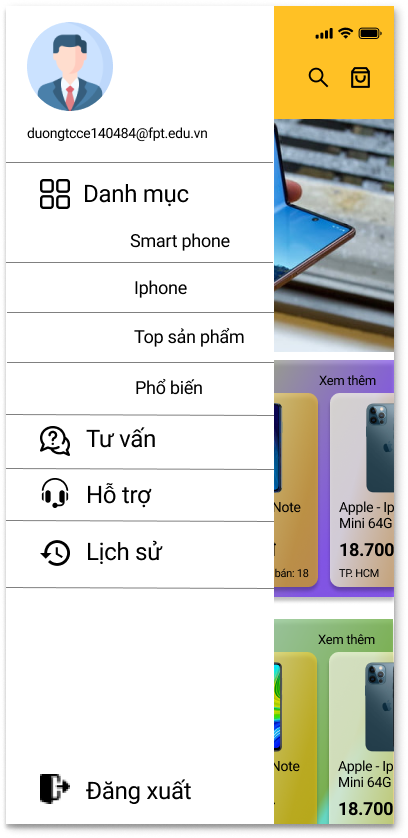 duongtcce140484@fpt.edu.vn
Danh mục
Smart phone
Iphone
Top sản phẩm
Phổ biến
Tư vấn
Hỗ trợ
Lịch sử
Đăng xuất
Xem thêm
Note
bán: 18
Apple - Ip
Mini 64G
18.700
TP. HCM
Xem thêm
Note
Apple - Ip
Mini 64G
18.700